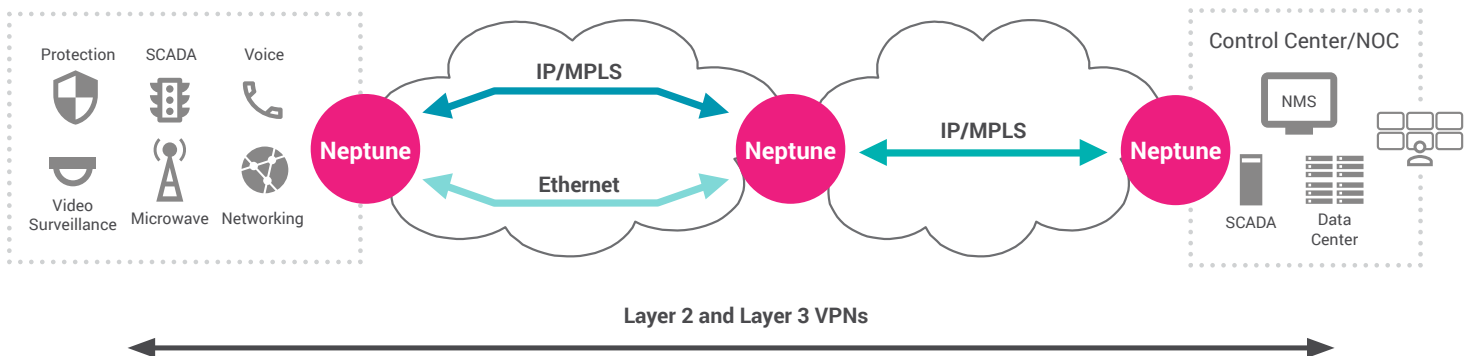 Protection
SCADA
Voice
Video
Surveillance
Microwave
Networking
Neptune
IP/MPLS
Ethernet
Neptune
IP/MPLS
Neptune
Control Center/NOC
NMS
SCADA
Data
Center
Layer 2 and Layer 3 VPNs